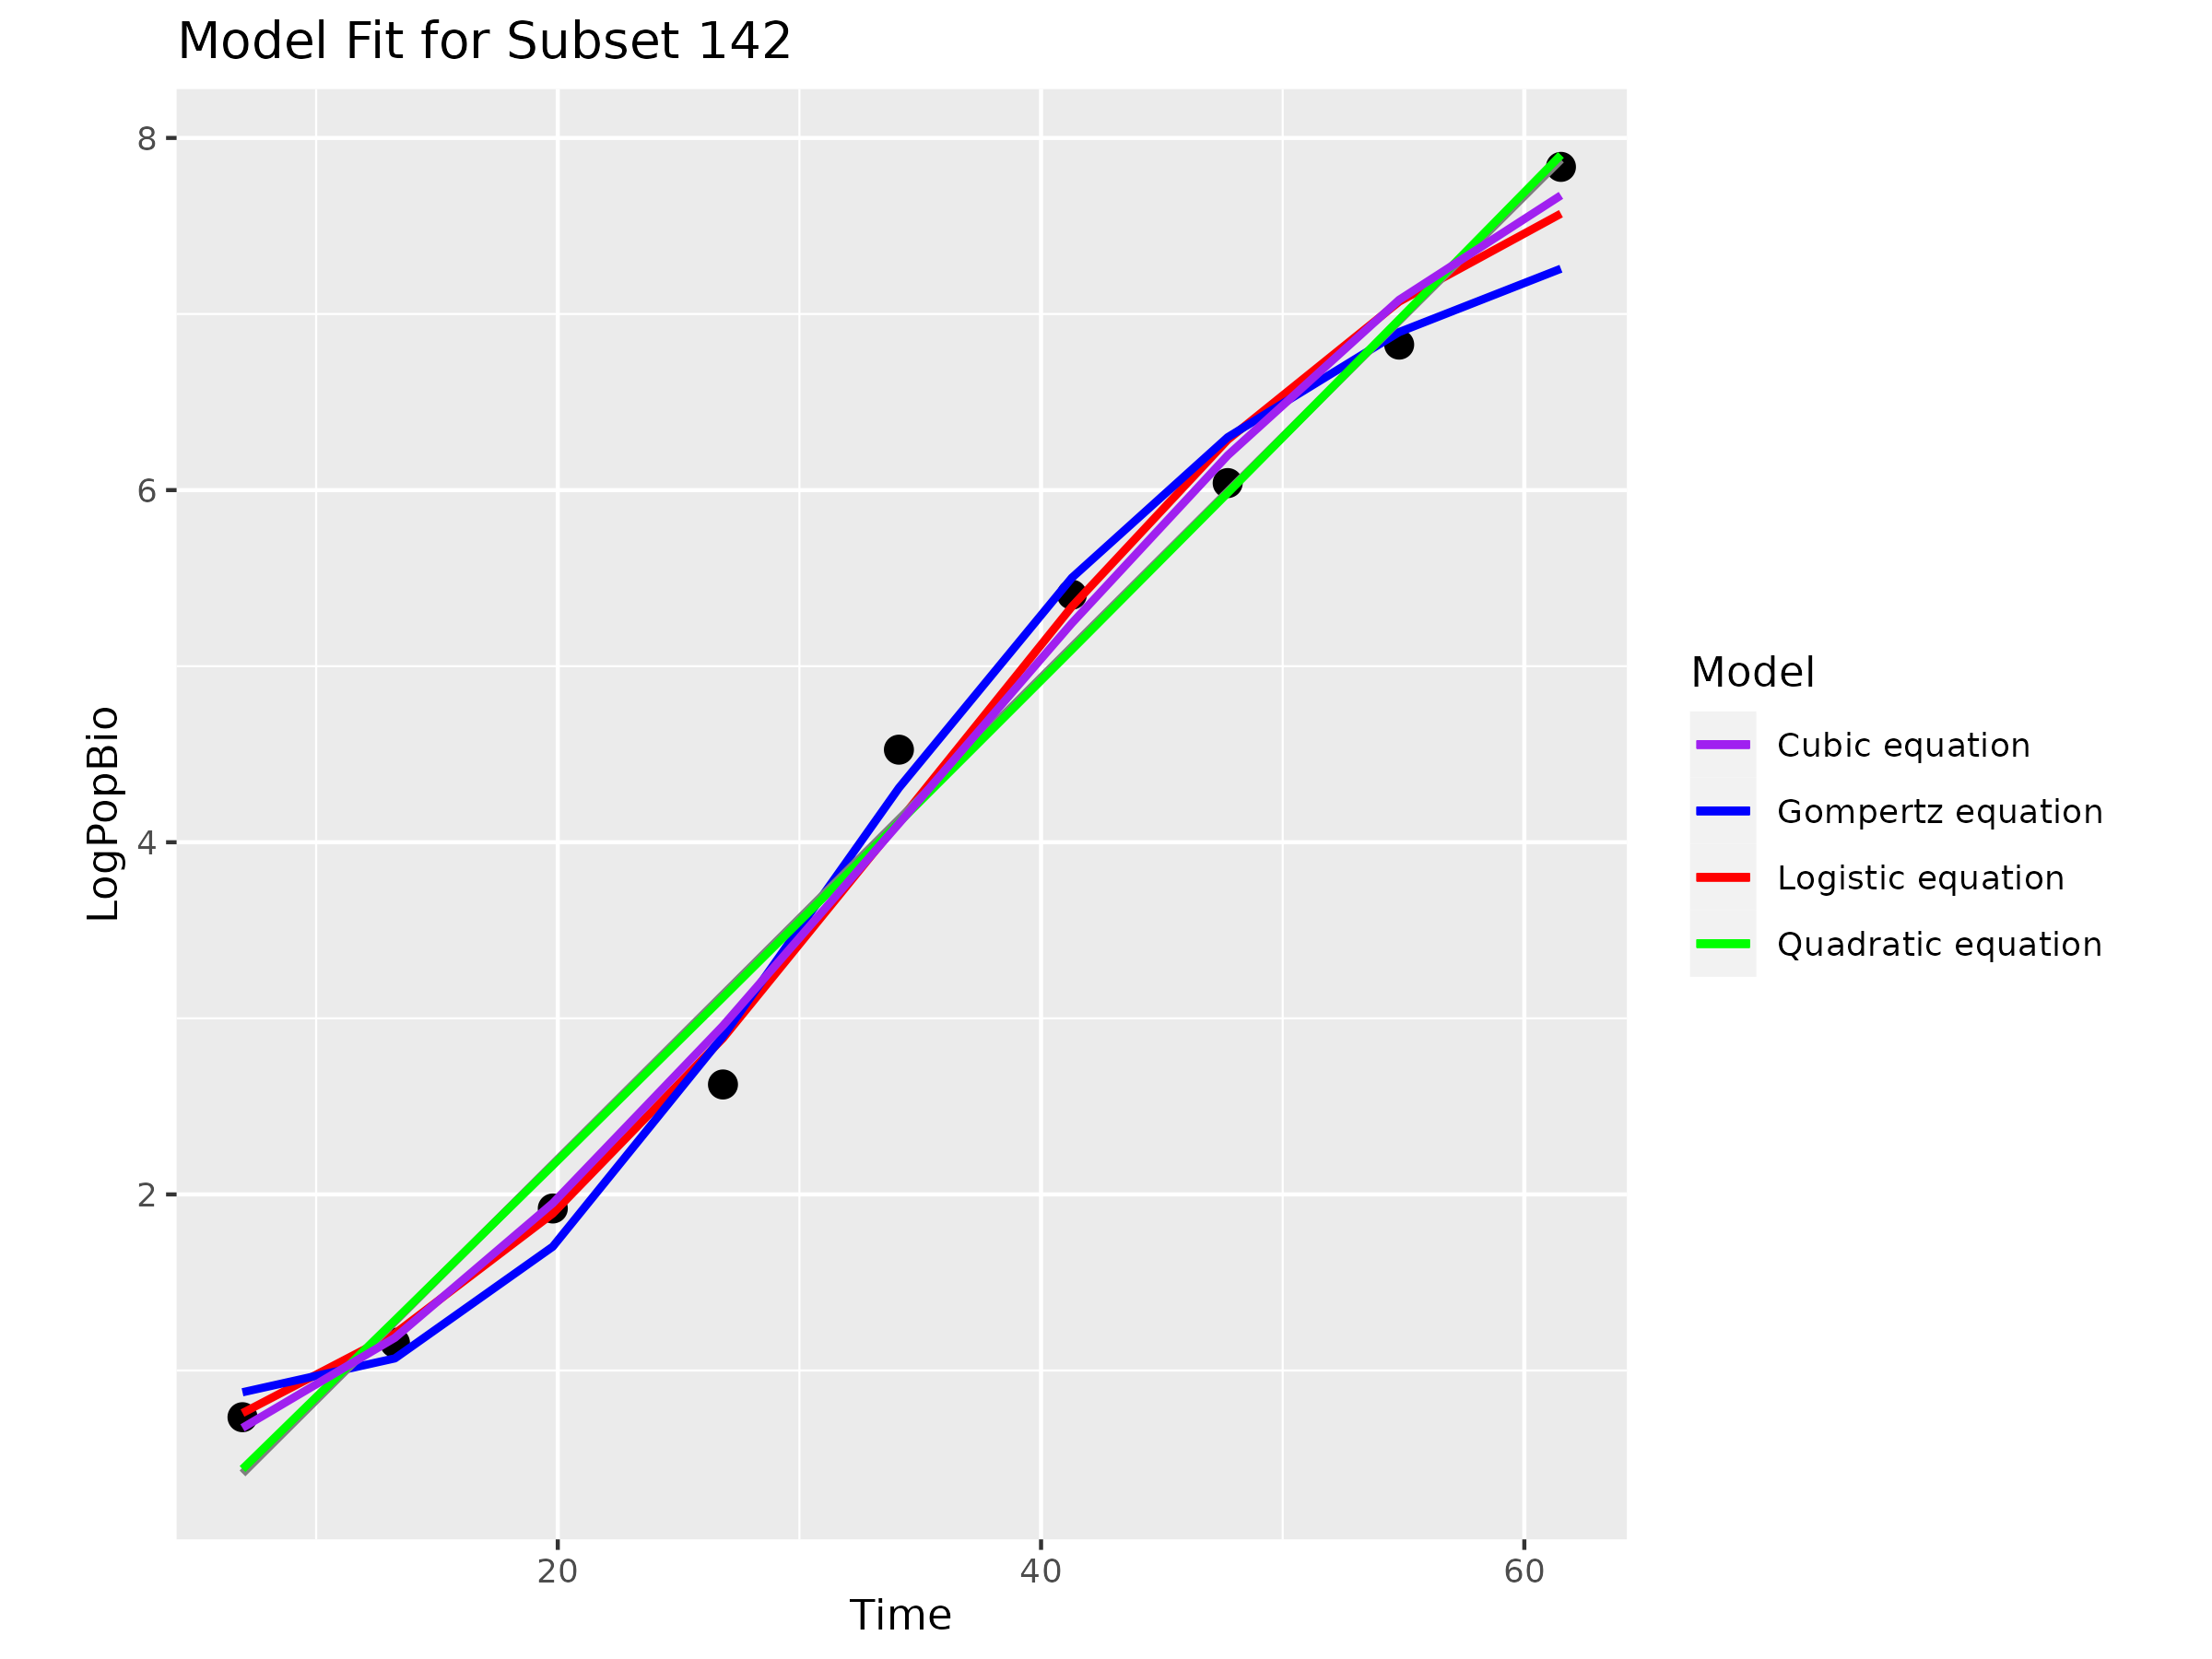 Model Fit for Subset 142
8
6
4
2
LogPopBio
20 40 60
Time
Model
Cubic equation
Gompertz equation
Logistic equation
Quadratic equation